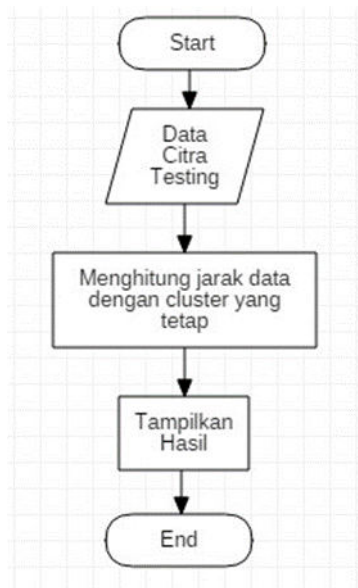 Start
Data
Citra
Testing
Menghitung jarak data
dengan cluster yang
tetap
Tampilkan
Hasil
End